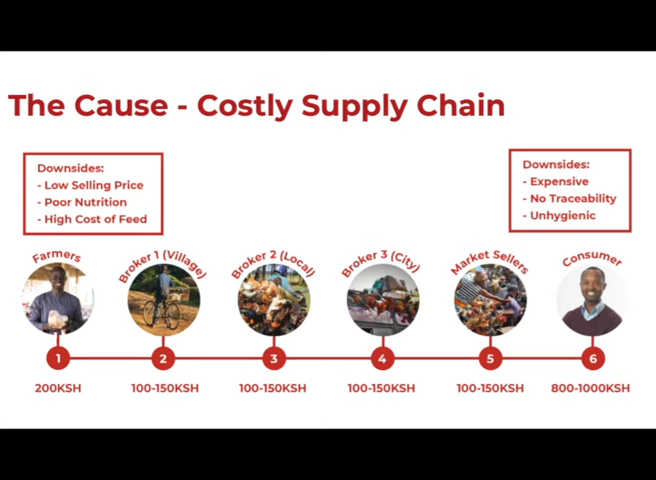 The Cause - Costly Supply Chain
Downsides:
- Low Selling Price
- Poor Nutrition
- High Cost of Feed
Downsides:
- Expensive
- No Traceability
- Unhygienic
Farmers
Broker 1 (Village)
Broker 2 (Local)
Broker 3 (City)
Market Sellers
Consumer
1
2
3
4
5
6
200KSH
100-150KSH
100-150KSH
100-150KSH
100-150KSH
800-1000KSH